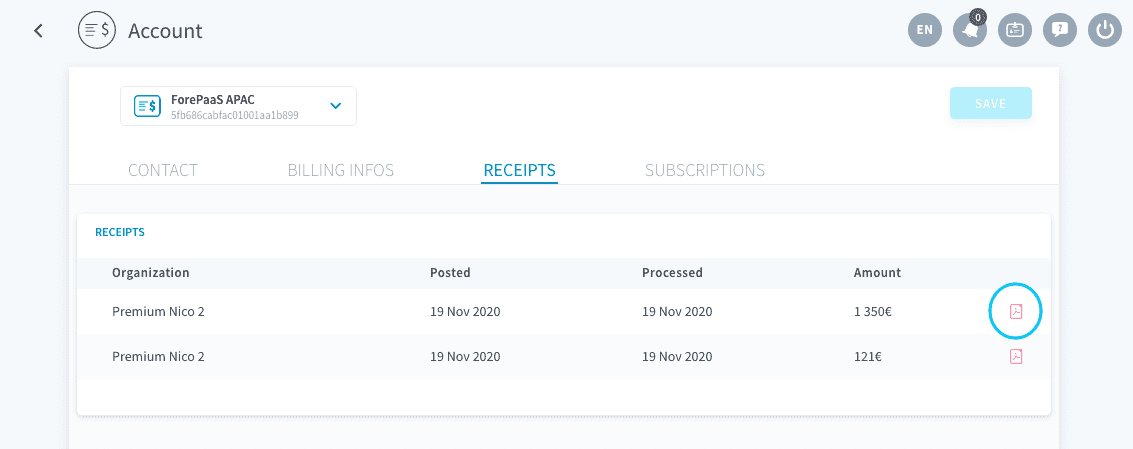 Account
EN
0
ForePaaS APAC
5fb686cabfac01001aa1b899
SAVE
CONTACT BILLING INFOS RECEIPTS SUBSCRIPTIONS
RECEIPTS
Organization Posted Processed Amount
Premium Nico 2 19 Nov 2020 19 Nov 2020 1 350€
Premium Nico 2 19 Nov 2020 19 Nov 2020 121€